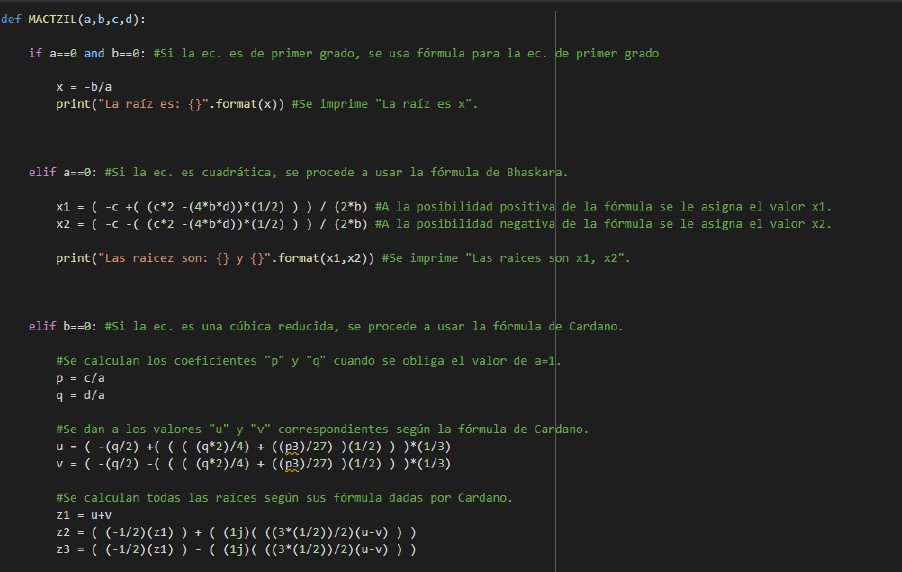 def MACTZIL(a,b,c,d):
if a==0 and b==0: #Si la ec. es de primer grado, se usa fórmula para la ec. de primer grado
x = -b/a
print("La raíz es: {}".format(x)) #Se imprime "La raíz es x".
elif a==0: #Si la ec. es cuadrática, se procede a usar la fórmula de Bhaskara.
x1 = ( -c +( (c*2 -(4*b*d))*(1/2) ) ) / (2*b) #A la posibilidad positiva de la fórmula se le asigna el valor x1.
x2 = ( -c -( (c*2 -(4*b*d))*(1/2) ) ) / (2*b) #A la posibilidad negativa de la fórmula se le asigna el valor x2.
print("Las raicez son: {} y {}".format(x1,x2)) #Se imprime "Las raices son x1, x2".
elif b==0: #Si la ec. es una cúbica reducida, se procede a usar la fórmula de Cardano.
#Se calculan los coeficientes "p" y "q" cuando se obliga el valor de a=1.
p = c/a
q = d/a
#Se dan a los valores "u" y "v" correspondientes según la fórmula de Cardano.
u = ( -(q/2) +( ( ( ( (q*2)/4) + ((p3)/27) )(1/2) ) )*(1/3)
v = ( -(q/2) -( ( ( ( (q*2)/4) + ((p3)/27) )(1/2) ) )*(1/3)
#Se calculan todas las raíces según sus fórmula dadas por Cardano.
z1 = u+v
z2 = ( (-1/2)(z1) ) + ( (1j)( ((3*(1/2))/2)(u-v) ) )
z3 = ( (-1/2)(z1) ) - ( (1j)( ((3*(1/2))/2)(u-v) ) )